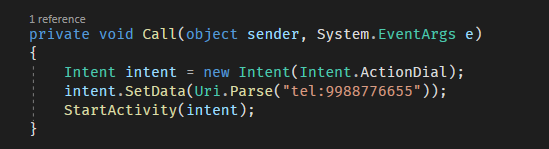 1 reference
private void Call(object sender, System.EventArgs e)
{
Intent intent = new Intent(Intent.ActionDial);
intent.SetData(Uri.Parse("tel:9988776655"));
StartActivity(intent);
}